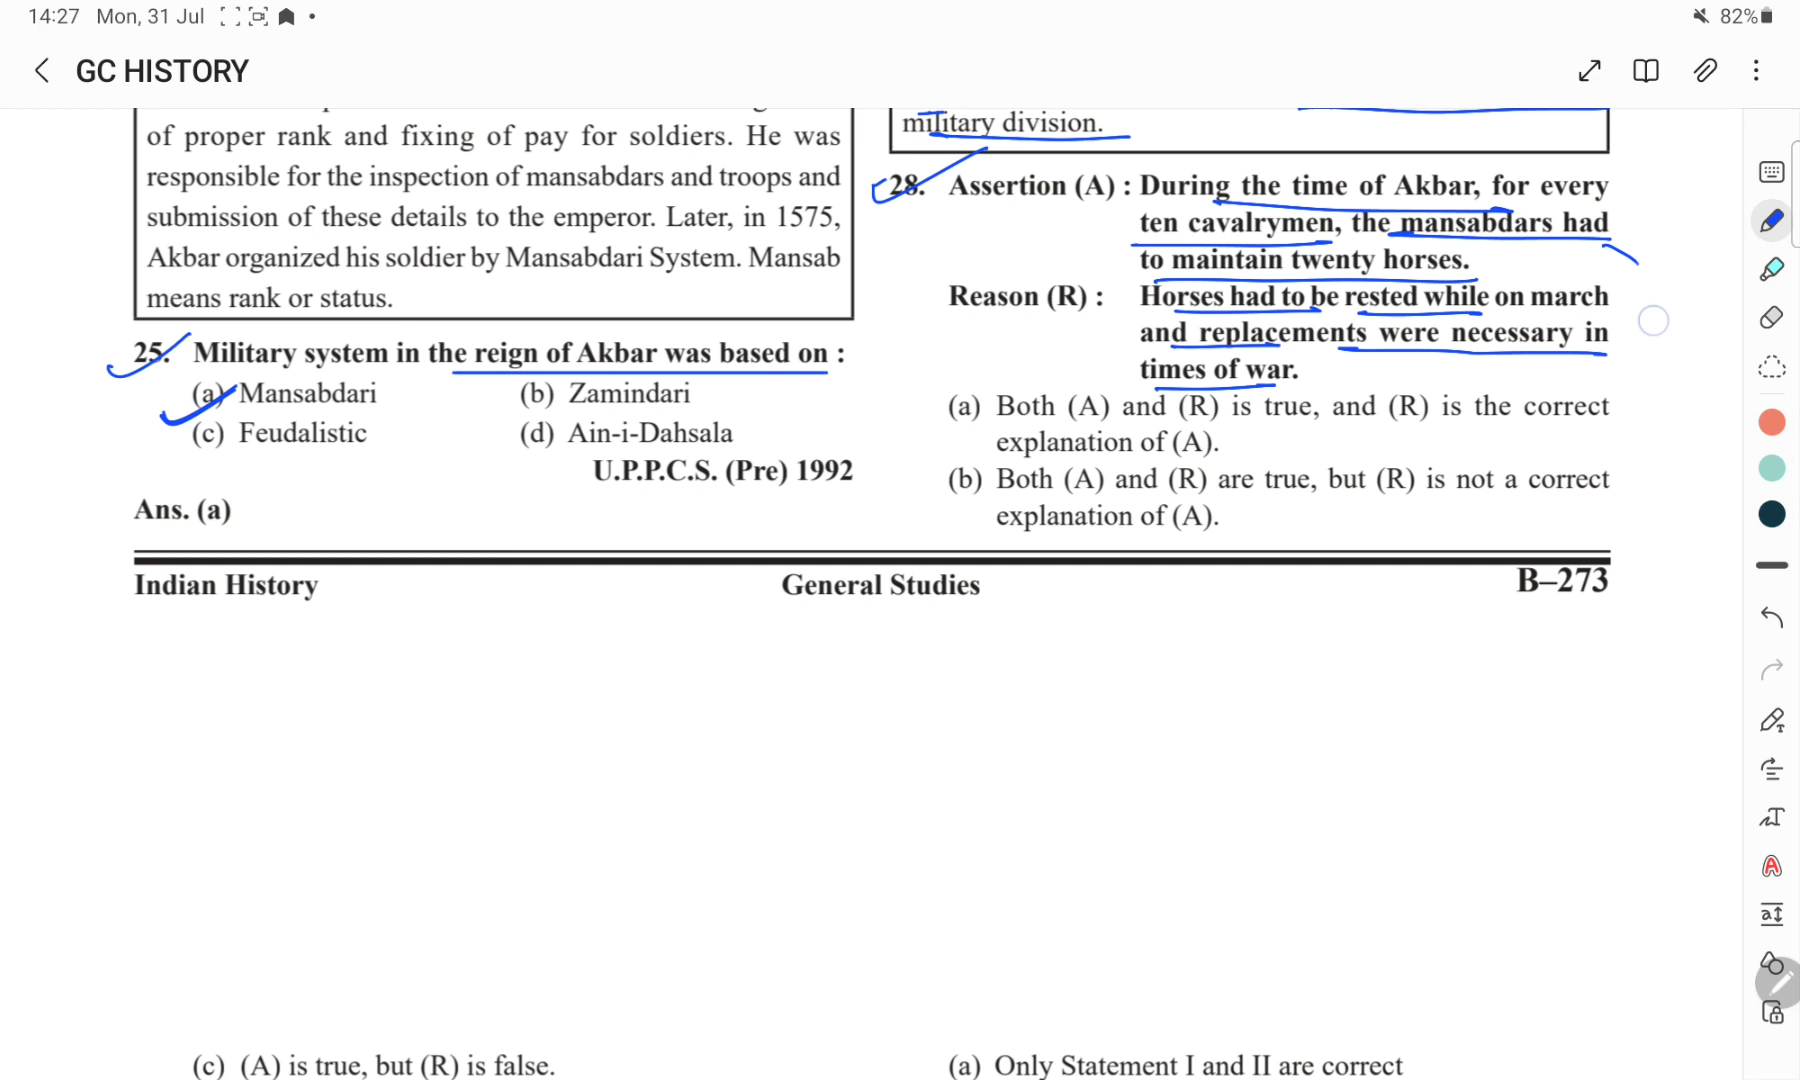 14:27 Mon, 31 Jul
82%
GC HISTORY
of proper rank and fixing of pay for soldiers. He was
responsible for the inspection of mansabdars and troops and
submission of these details to the emperor. Later, in 1575,
Akbar organized his soldier by Mansabdari System. Mansab
means rank or status.
25. Military system in the reign of Akbar was based on :
(a) Mansabdari (b) Zamindari
(c) Feudalistic (d) Ain-i-Dahsala
U.P.P.C.S. (Pre) 1992
Ans. (a)
military division.
28. Assertion (A) : During the time of Akbar, for every
ten cavalrymen, the mansabdars had
to maintain twenty horses.
Reason (R) : Horses had to be rested while on march
and replacements were necessary in
times of war.
(a) Both (A) and (R) is true, and (R) is the correct
explanation of (A).
(b) Both (A) and (R) are true, but (R) is not a correct
explanation of (A).
Indian History General Studies B–273
(c) (A) is true, but (R) is false.
(a) Only Statement I and II are correct